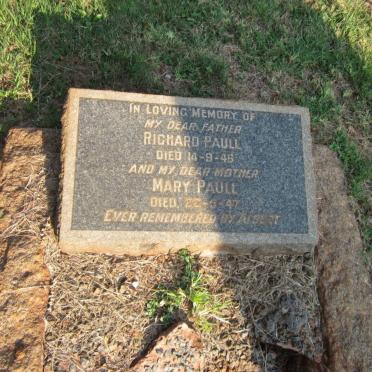 IN LOVING MEMORY OF
MY DEAR FATHER
RICHARD PAULL
DIED 14-9-46
AND MY DEAR MOTHER
MARY PAULL
DIED, 22-5-47
EVER REMEMBERED BY ALBERT